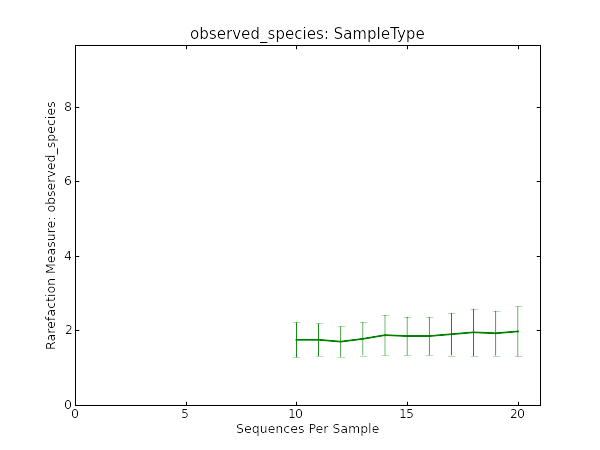 observed_species: SampleType
Rarefaction Measure: observed_species
8
6
4
2
0
0 5 10 15 20
Sequences Per Sample